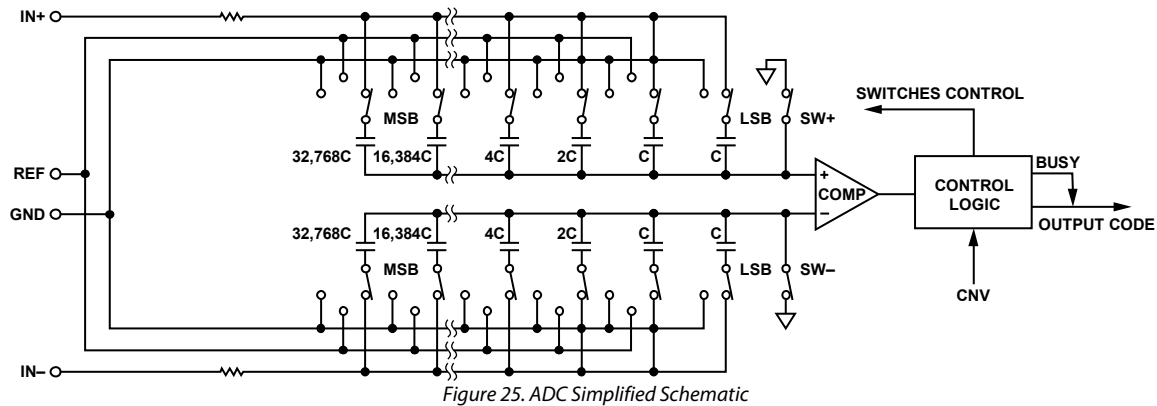 IN+
MSB
LSB
SW+
32,768C 16,384C 4C 2C C C
SWITCHES CONTROL
REF
GND
+
COMP
−
CONTROL
LOGIC
BUSY
OUTPUT CODE
CNV
32,768C 16,384C 4C 2C C C
MSB
LSB
SW−
IN−
Figure 25. ADC Simplified Schematic